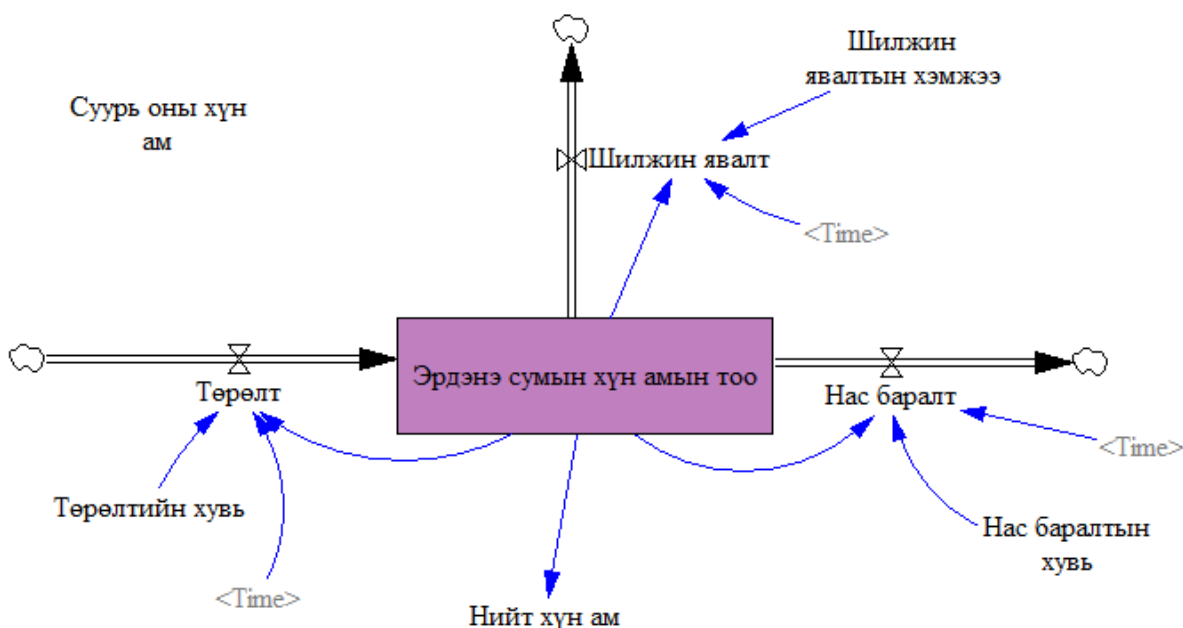 Шилжин
явалтын хэмжээ
Суурь оны хүн
ам
Шилжин явалт
<Time>
Эрдэнэ сумын хүн амын тоо
Төрөлт
Нас баралт
<Time>
Төрөлтийн хувь
Нас баралтын
хувь
<Time>
Нийт хүн ам